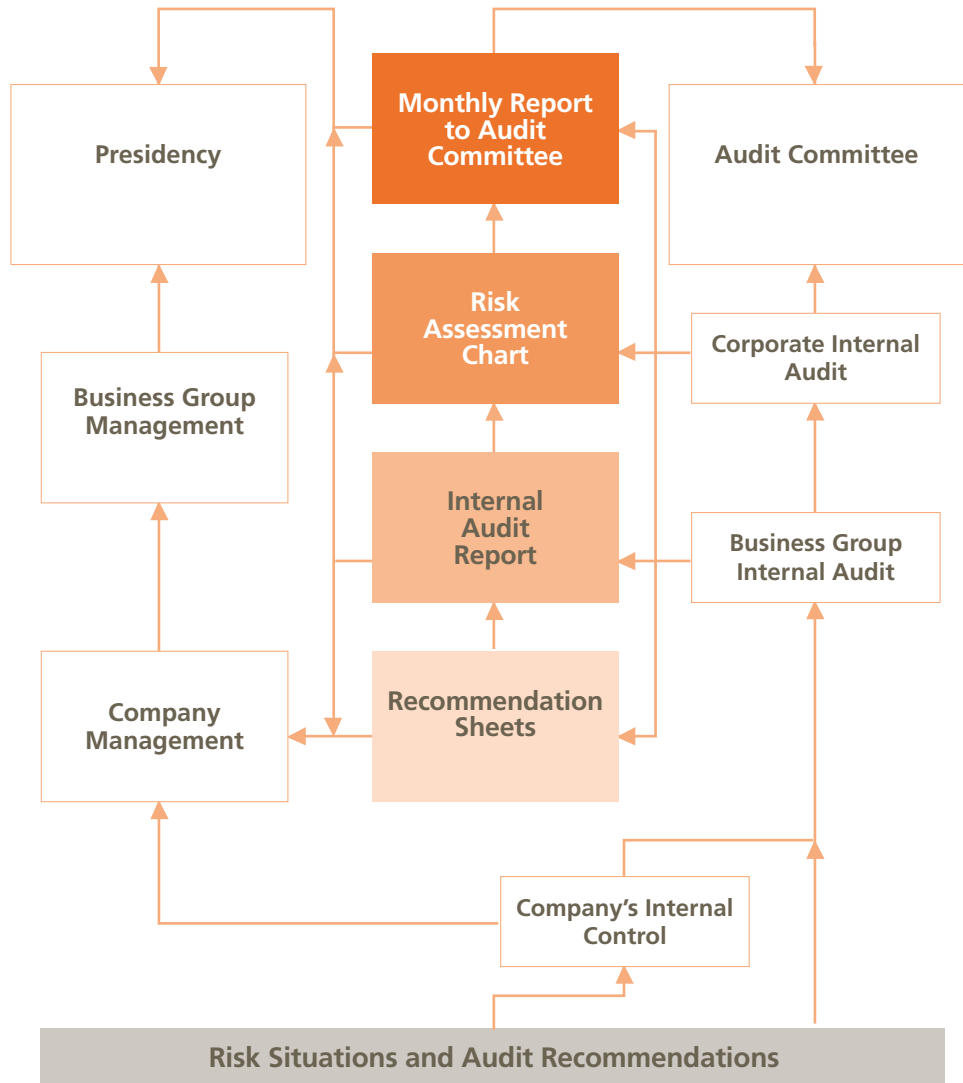 Monthly Report
to Audit
Committee
Presidency
Audit Committee
Risk
Assessment
Chart
Corporate Internal
Audit
Business Group
Management
Internal
Audit
Report
Business Group
Internal Audit
Recommendation
Sheets
Company
Management
Company's Internal
Control
Risk Situations and Audit Recommendations